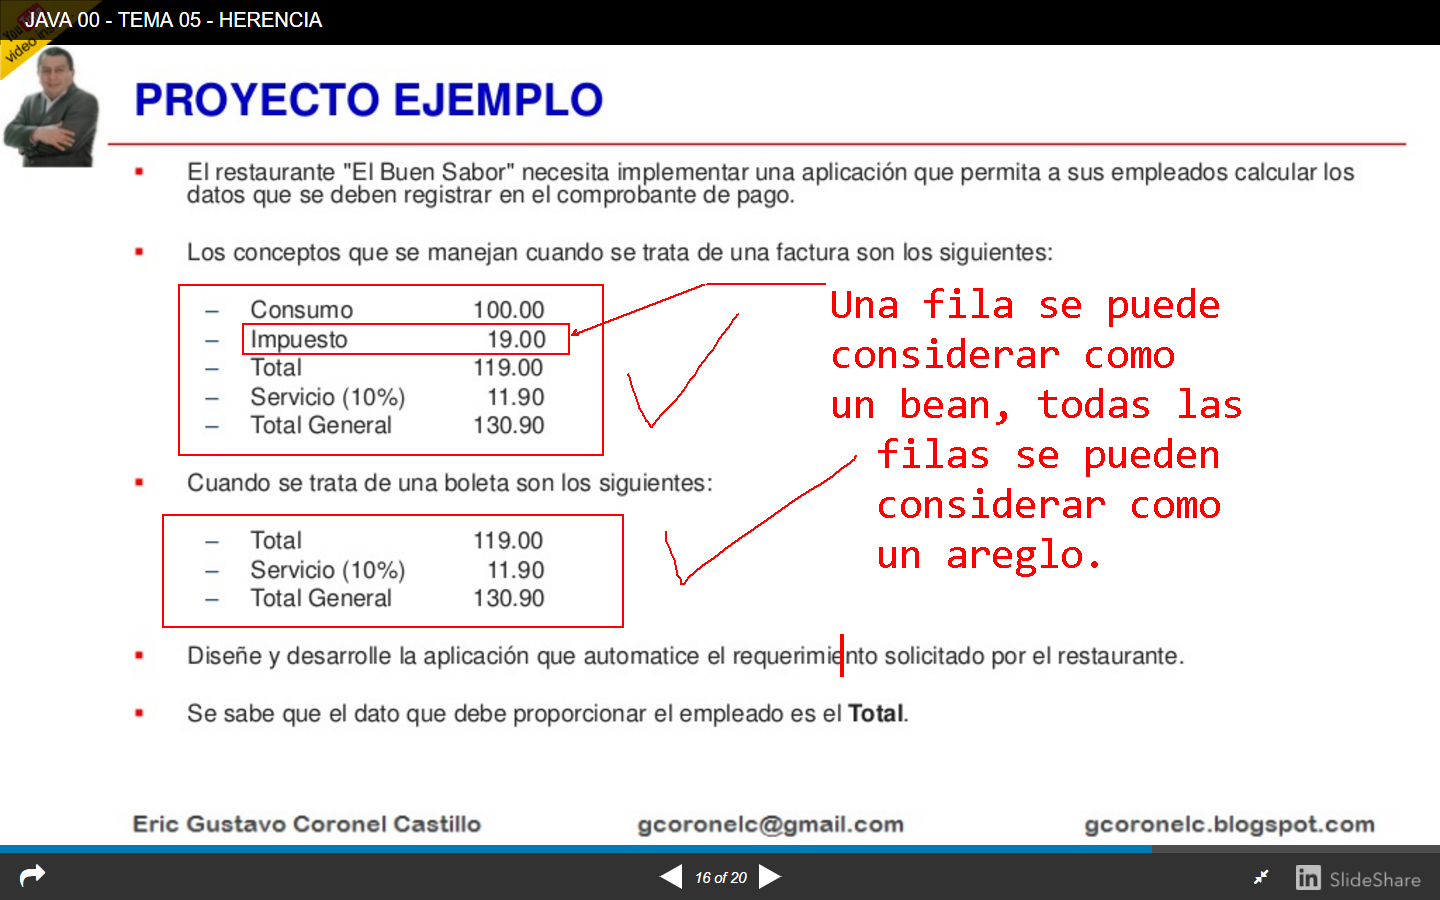 JAVA 00 - TEMA 05 - HERENCIA
You
video
PROYECTO EJEMPLO
El restaurante "El Buen Sabor" necesita implementar una aplicación que permita a sus empleados calcular los
datos que se deben registrar en el comprobante de pago.
Los conceptos que se manejan cuando se trata de una factura son los siguientes:
– Consumo 100.00
– Impuesto 19.00
– Total 119.00
– Servicio (10%) 11.90
– Total General 130.90
Una fila se puede
considerar como
un bean, todas las
filas se pueden
considerar como
un areglo.
Cuando se trata de una boleta son los siguientes:
– Total 119.00
– Servicio (10%) 11.90
– Total General 130.90
Diseñe y desarrolle la aplicación que automatice el requerimiento solicitado por el restaurante.
Se sabe que el dato que debe proporcionar el empleado es el Total.
Eric Gustavo Coronel Castillo gcoronelc@gmail.com gcoronelc.blogspot.com
16 of 20
in SlideShare